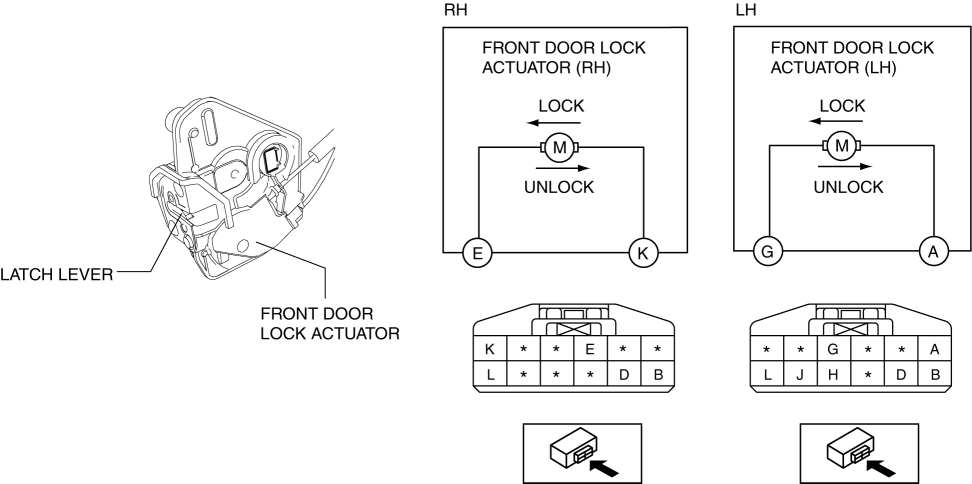 RH
FRONT DOOR LOCK
ACTUATOR (RH)
LOCK
M
UNLOCK
E
K
LH
FRONT DOOR LOCK
ACTUATOR (LH)
LOCK
M
UNLOCK
G
A
LATCH LEVER
FRONT DOOR
LOCK ACTUATOR
K * * E * *
L * * * D B
* * G * * A
L J H * D B